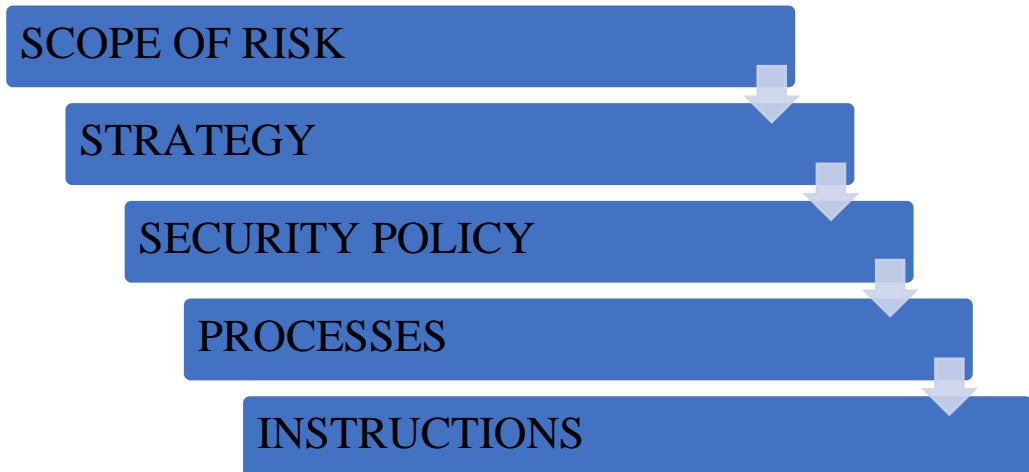 SCOPE OF RISK
STRATEGY
SECURITY POLICY
PROCESSES
INSTRUCTIONS